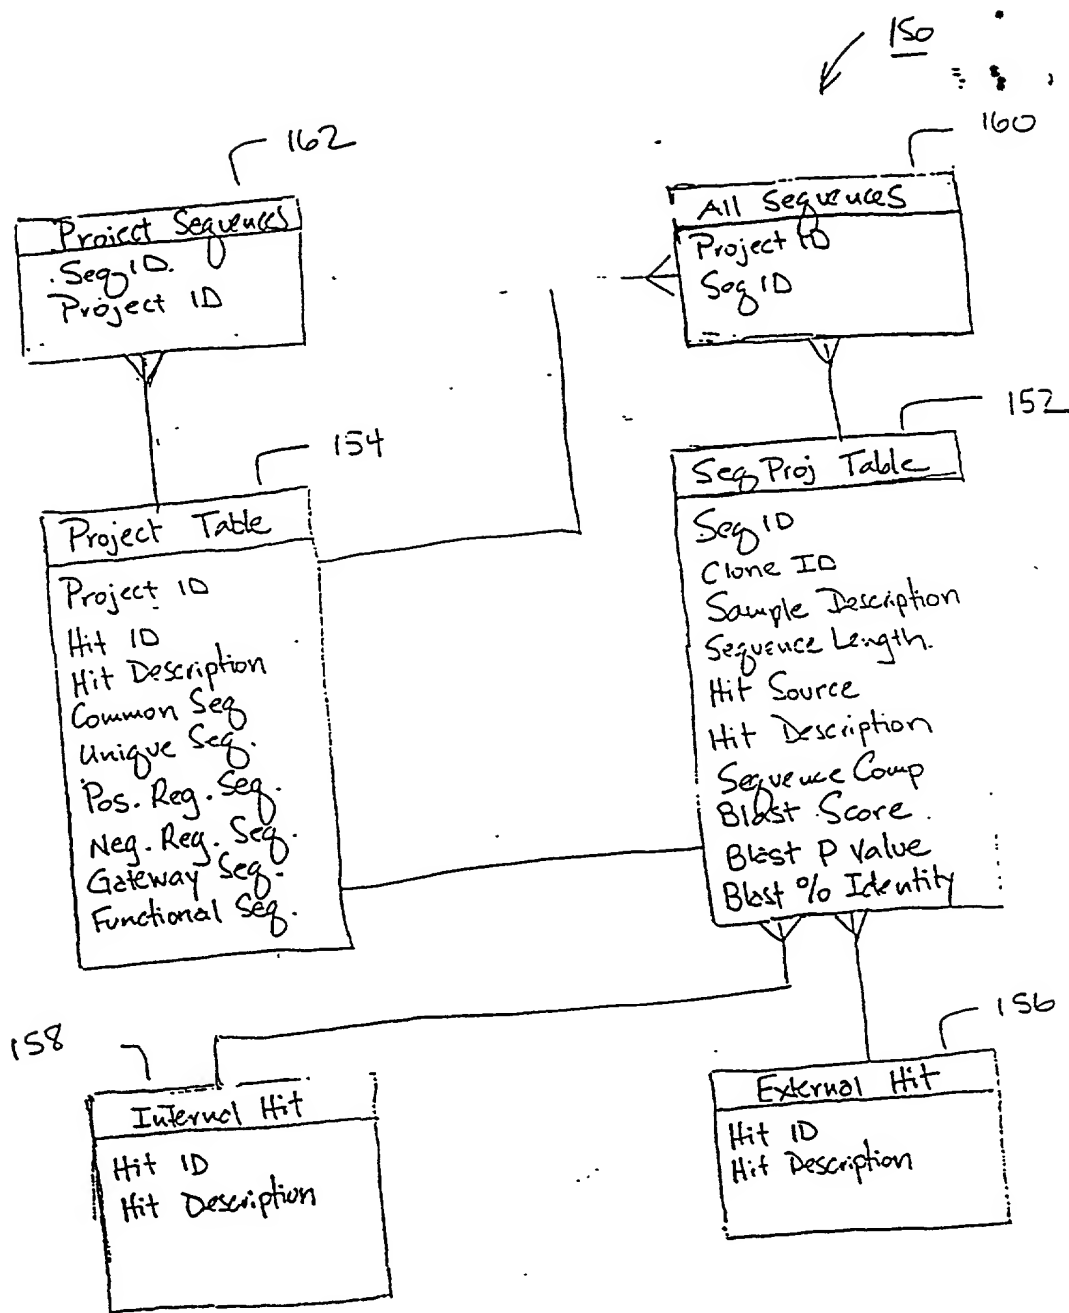 150
162
160
Project Sequences
Seq ID.
Project ID
All Sequences
Project ID
Seq ID
154
152
Project Table
Project ID
Hit ID
Hit Description
Common Seq
Unique Seq.
Pos. Reg. Seq.
Neg. Reg. Seq.
Gateway Seq.
Functional Seq.
Seq Proj Table
Seq ID
Clone ID
Sample Description
Sequence Length.
Hit Source
Hit Description
Sequence Comp
Blast Score.
Blast P Value
Blast % Identity
158
156
Internal Hit
Hit ID
Hit Description
External Hit
Hit ID
Hit Description